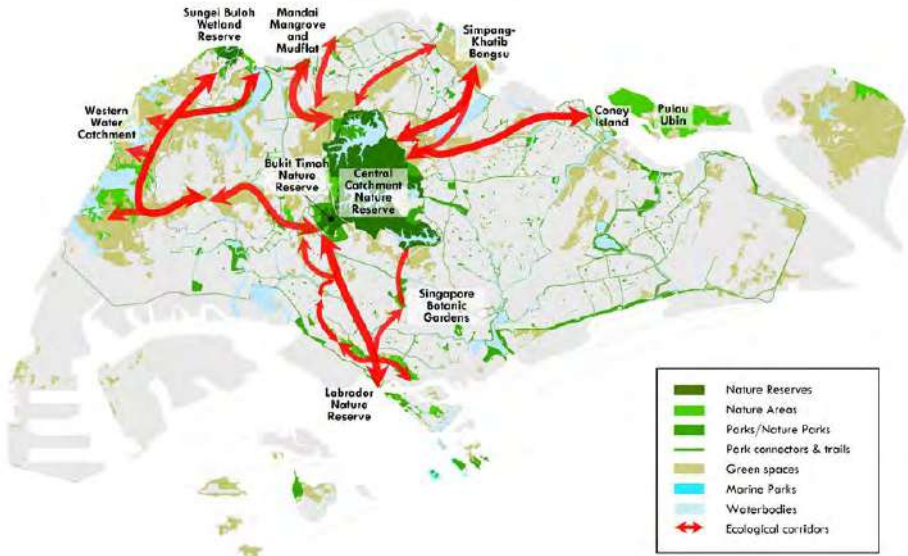 Sungei Buloh
Wetland
Reserve
Mandai
Mangrove
and
Mudflat
Simpang-
Khatib
Bongsu
Western
Water
Catchment
Coney
Island
Pulau
Ubin
Bukit Timah
Nature
Reserve
Central
Catchment
Nature
Reserve
Singapore
Botanic
Gardens
Labrador
Nature
Reserve
Nature Reserves
Nature Areas
Parks/Nature Parks
Park connectors & trails
Green spaces
Marine Parks
Waterbodies
Ecological corridors